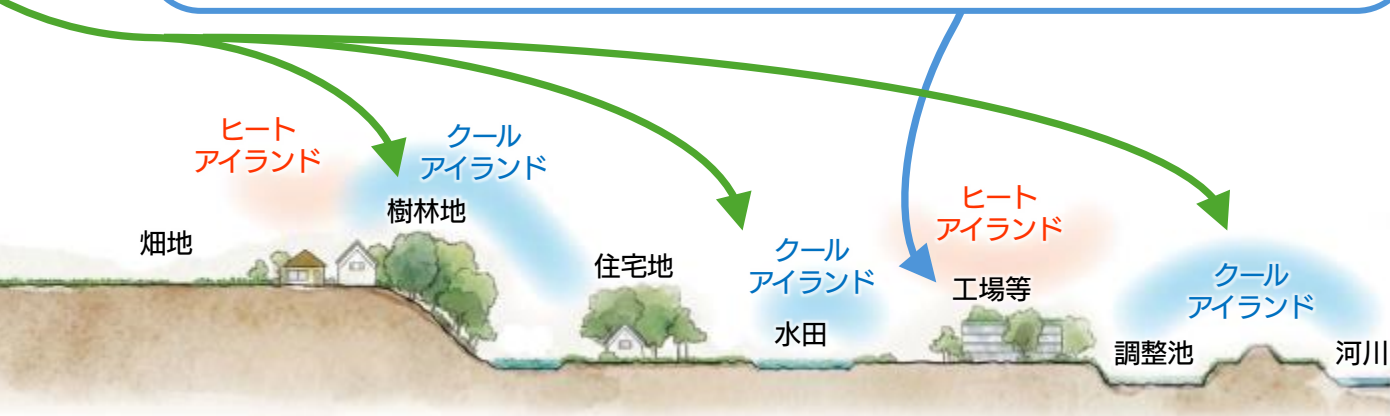 ヒート
アイランド
クール
アイランド
樹林地
畑地
住宅地
クール
アイランド
水田
ヒート
アイランド
工場等
クール
アイランド
調整池
河川